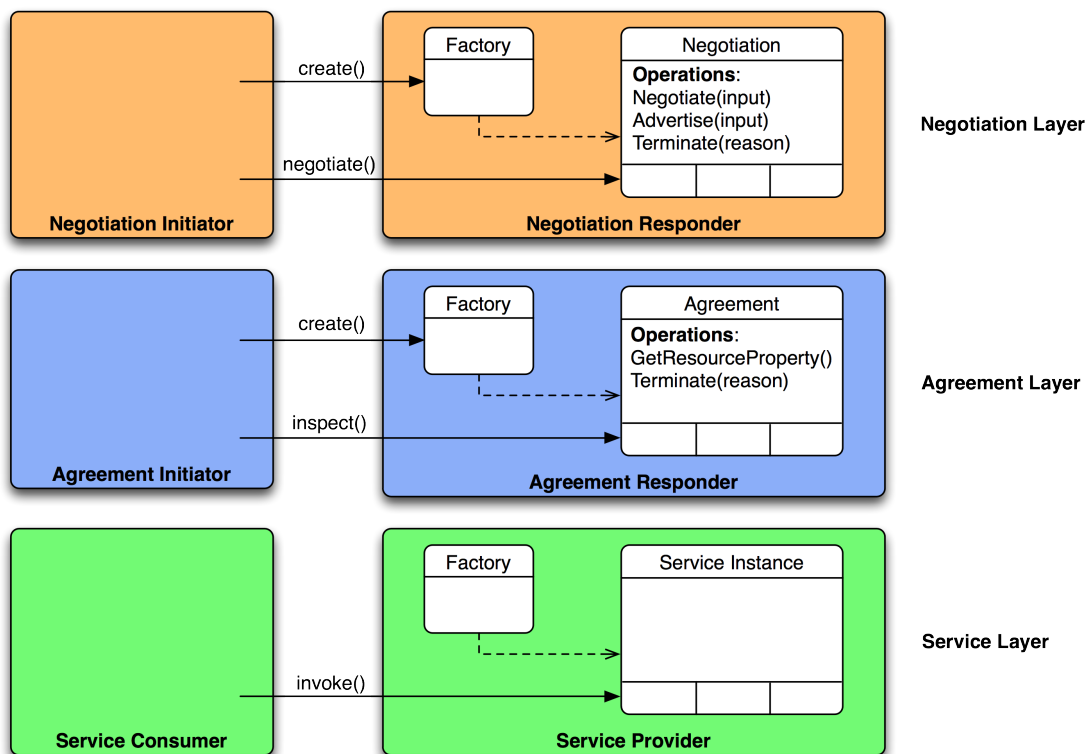 Factory
Negotiation
create()
Operations:
Negotiate(input)
Advertise(input)
Terminate(reason)
Negotiation Layer
negotiate()
Negotiation Initiator
Negotiation Responder
Factory
Agreement
create()
Operations:
GetResourceProperty()
Terminate(reason)
Agreement Layer
inspect()
Agreement Initiator
Agreement Responder
Factory
Service Instance
Service Layer
invoke()
Service Consumer
Service Provider